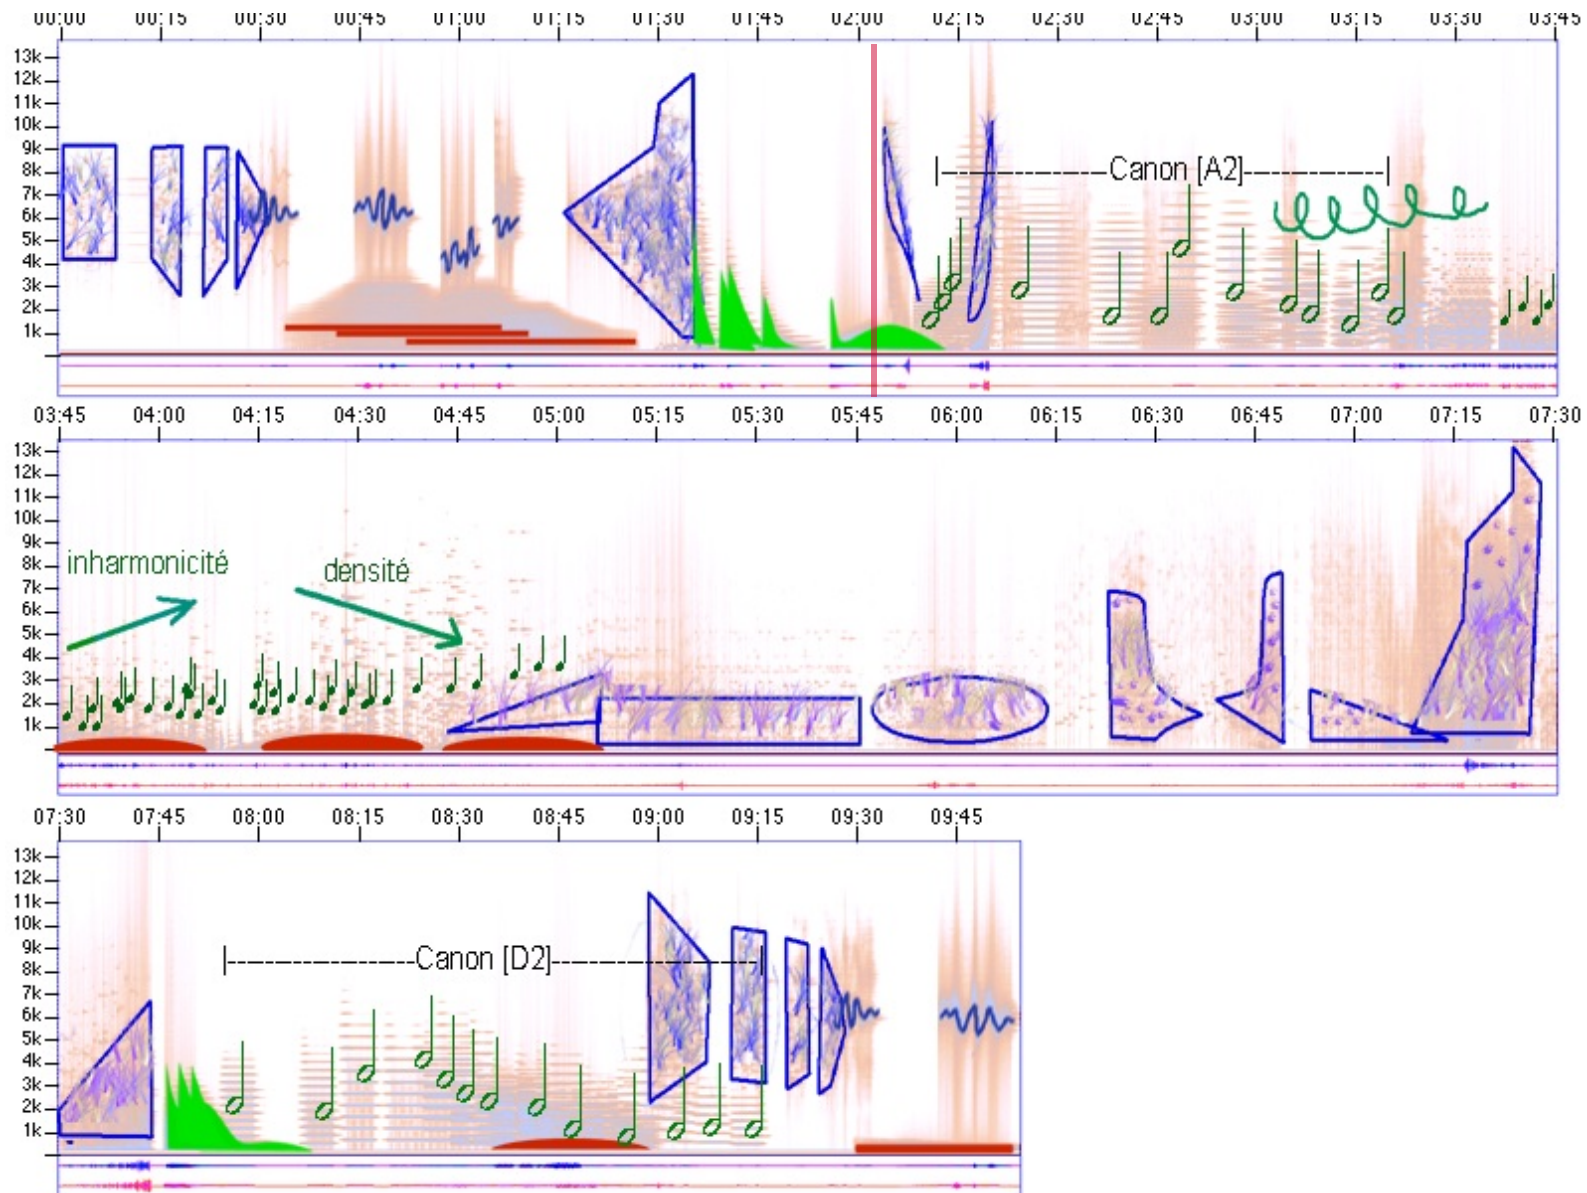 00:00 00:15 00:30 00:45 01:00 01:15 01:30 01:45 02:00 02:15 02:30 02:45 03:00 03:15 03:30 03:45
13k
12k
11k
10k
9k
8k
Canon [A2]
7k
6k
5k
4k
3k
2k
1k
03:45 04:00 04:15 04:30 04:45 05:00 05:15 05:30 05:45 06:00 06:15 06:30 06:45 07:00 07:15 07:30
13k
12k
11k
10k
9k
8k
inharmonicité
densité
7k
6k
5k
4k
3k
2k
1k
07:30 07:45 08:00 08:15 08:30 08:45 09:00 09:15 09:30 09:45
13k
12k
11k
10k
9k
8k
Canon [D2]
7k
6k
5k
4k
3k
2k
1k